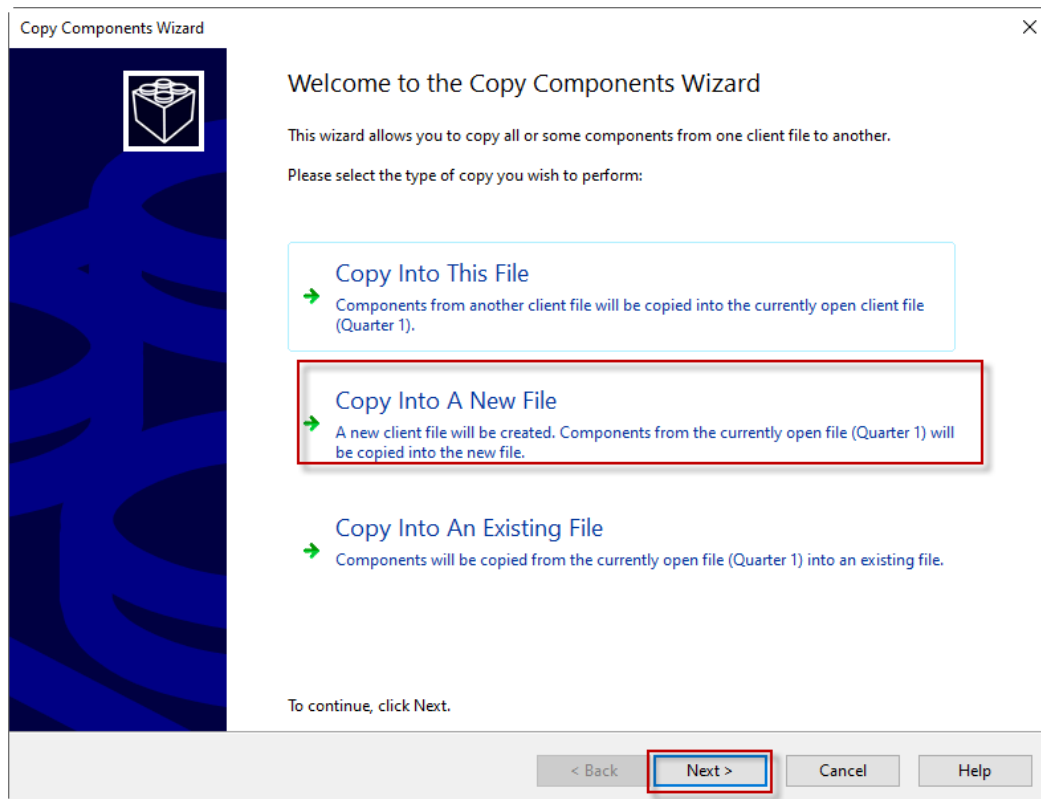 Copy Components Wizard
Welcome to the Copy Components Wizard
This wizard allows you to copy all or some components from one client file to another.
Please select the type of copy you wish to perform:
Copy Into This File
Components from another client file will be copied into the currently open client file
(Quarter 1).
Copy Into A New File
A new client file will be created. Components from the currently open file (Quarter 1) will
be copied into the new file.
Copy Into An Existing File
Components will be copied from the currently open file (Quarter 1) into an existing file.
To continue, click Next.
< Back Next > Cancel Help